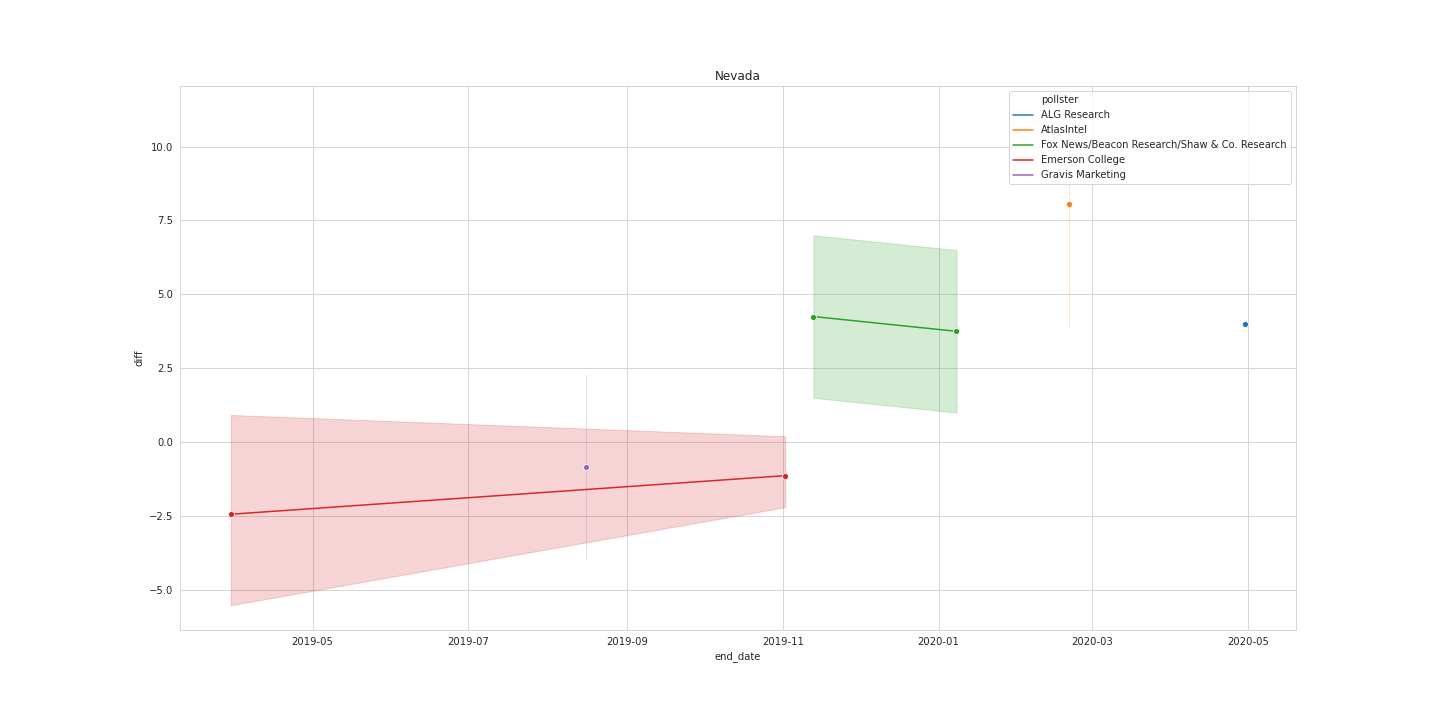 Nevada
pollster
ALG Research
AtlasIntel
Fox News/Beacon Research/Shaw & Co. Research
Emerson College
Gravis Marketing
10.0
7.5
5.0
2.5
0.0
−2.5
−5.0
diff
2019-05 2019-07 2019-09 2019-11 2020-01 2020-03 2020-05
end_date